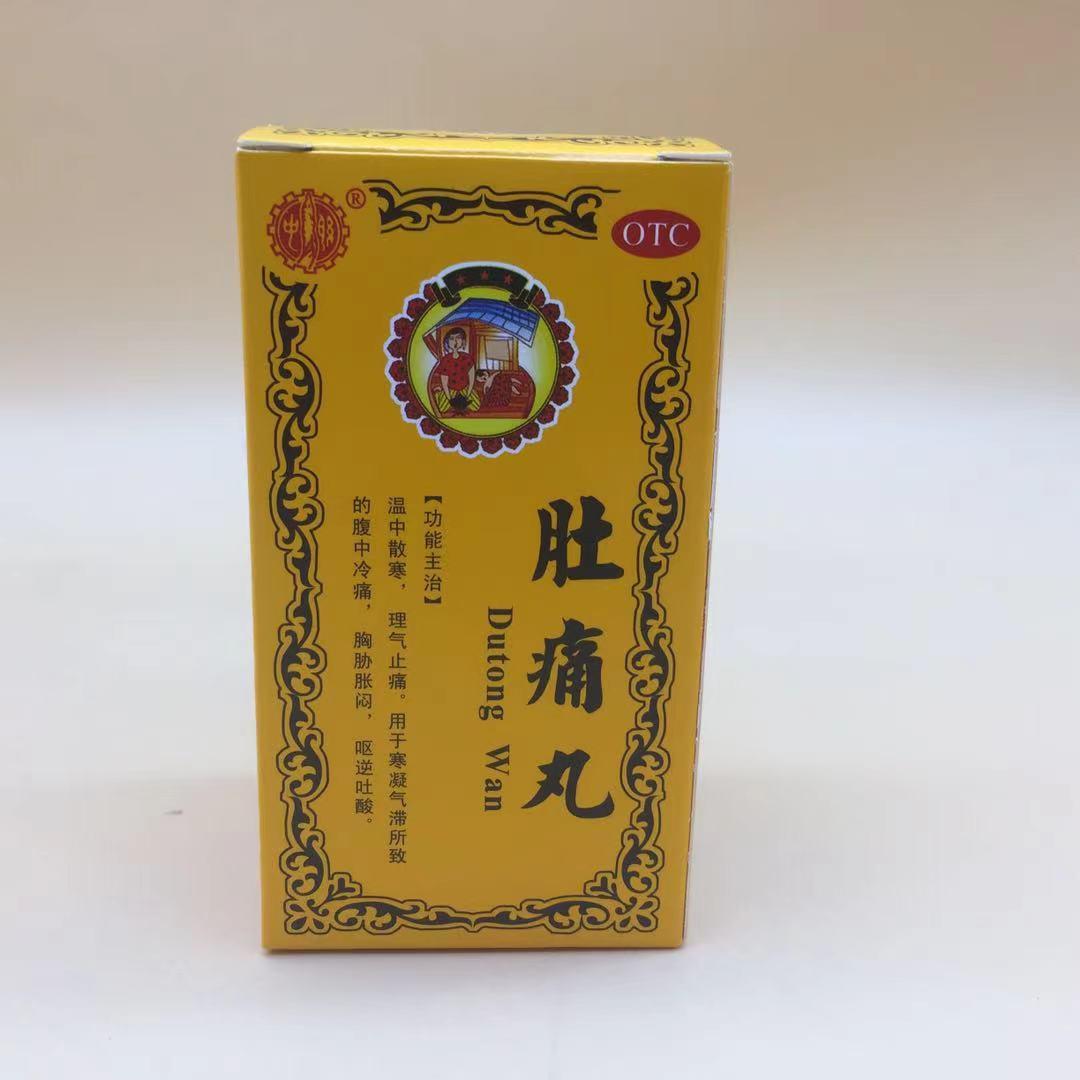 中联
®
OTC
肚痛丸
Dutong Wan
【功能主治】
温中散寒，理气止痛。用于寒凝气滞所致
的腹中冷痛，胸胁胀闷，呕逆吐酸。